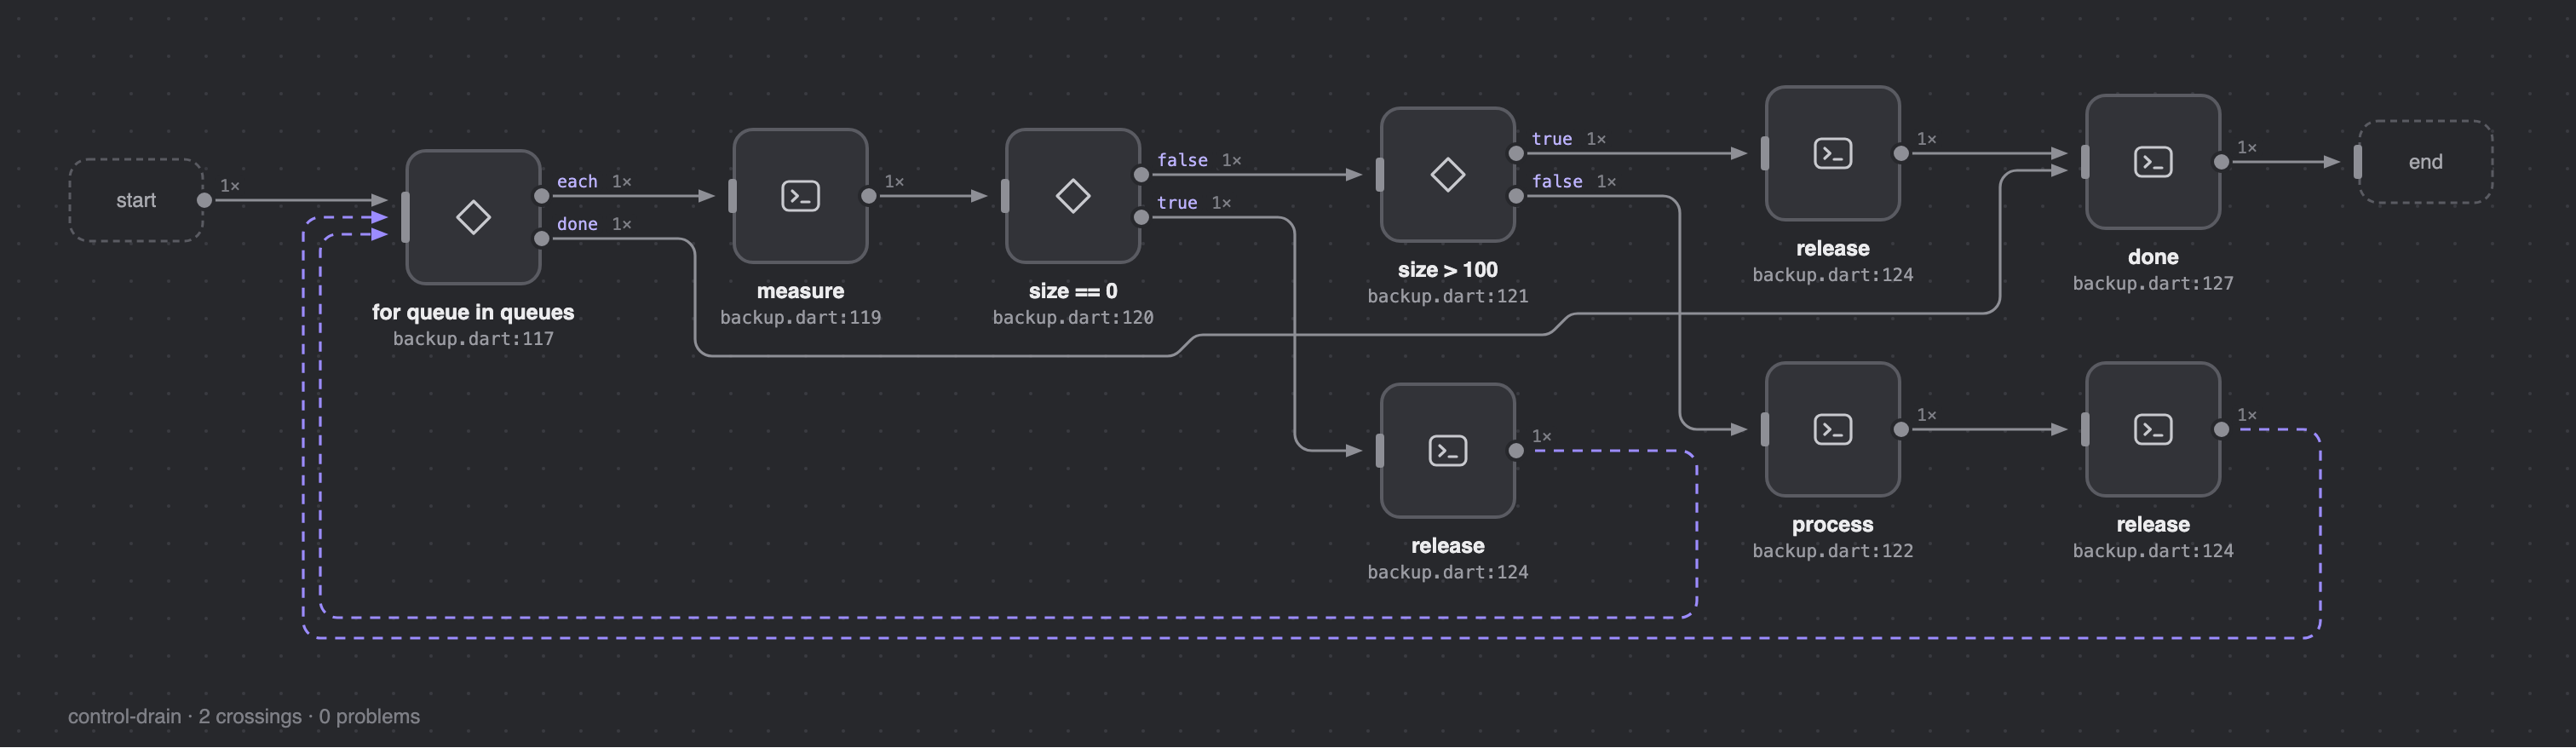 start
1×
for queue in queues
backup.dart:117
each 1×
done 1×
measure
backup.dart:119
1×
size == 0
backup.dart:120
false 1×
true 1×
size > 100
backup.dart:121
true 1×
false 1×
release
backup.dart:124
1×
done
backup.dart:127
1×
end
release
backup.dart:124
1×
process
backup.dart:122
1×
release
backup.dart:124
1×
control-drain · 2 crossings · 0 problems